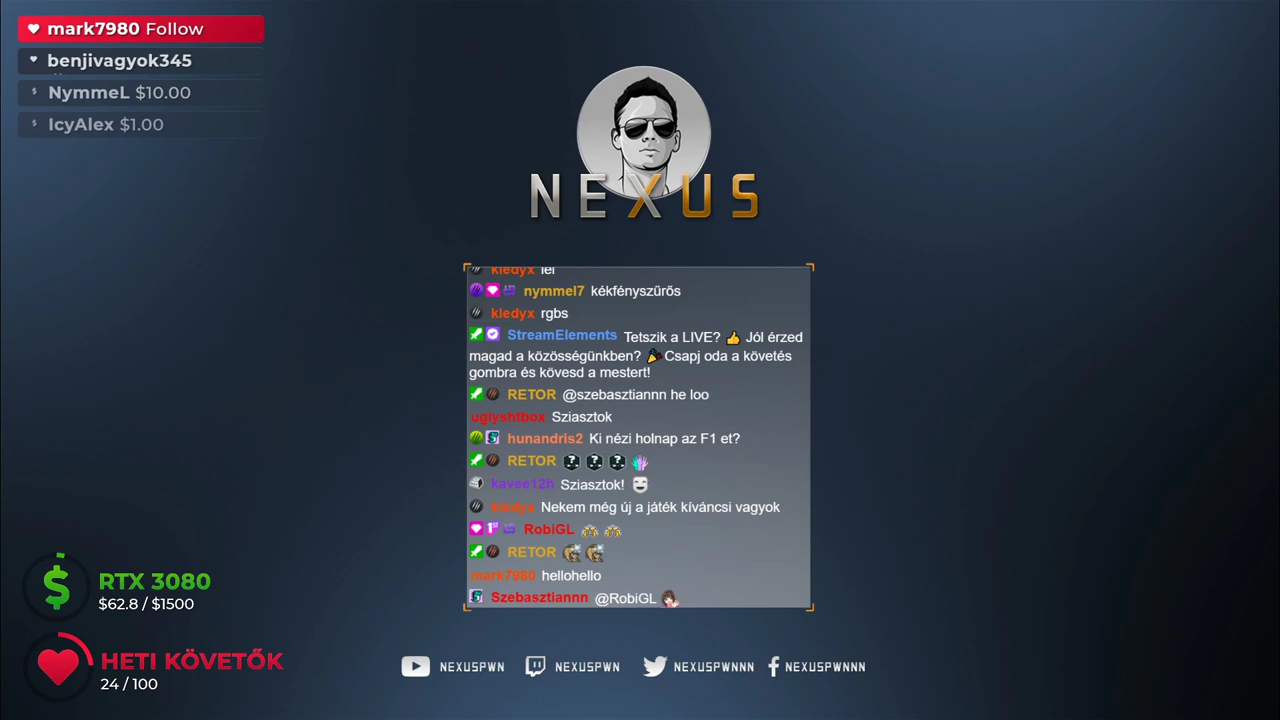 mark7980 Follow
benjivagyok345
NymmeL $10.00
IcyAlex $1.00
NEXUS
kledyx lel
nymmel7 kékfényszűrös
kledyx rgbs
StreamElements Tetszik a LIVE? 👍 Jól érzed
magad a közösségünkben? 🎉Csapj oda a követés
gombra és kövesd a mestert!
RETOR @szebasztiannn he loo
uglyshtbox Sziasztok
hunandris2 Ki nézi holnap az F1 et?
RETOR
kavee12h Sziasztok!
kledyx Nekem még új a játék kíváncsi vagyok
RobiGL
RETOR
mark7980 hellohello
Szebasztiannn @RobiGL
RTX 3080
$62.8 / $1500
HETI KÖVETŐK
24 / 100
NEXUSPWN NEXUSPWN NEXUSPWNNN NEXUSPWNNN